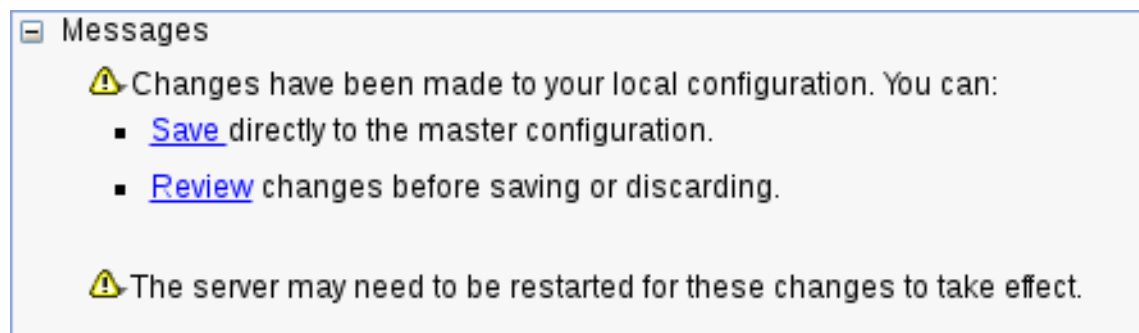 Messages
Changes have been made to your local configuration. You can:
Save directly to the master configuration.
Review changes before saving or discarding.
The server may need to be restarted for these changes to take effect.